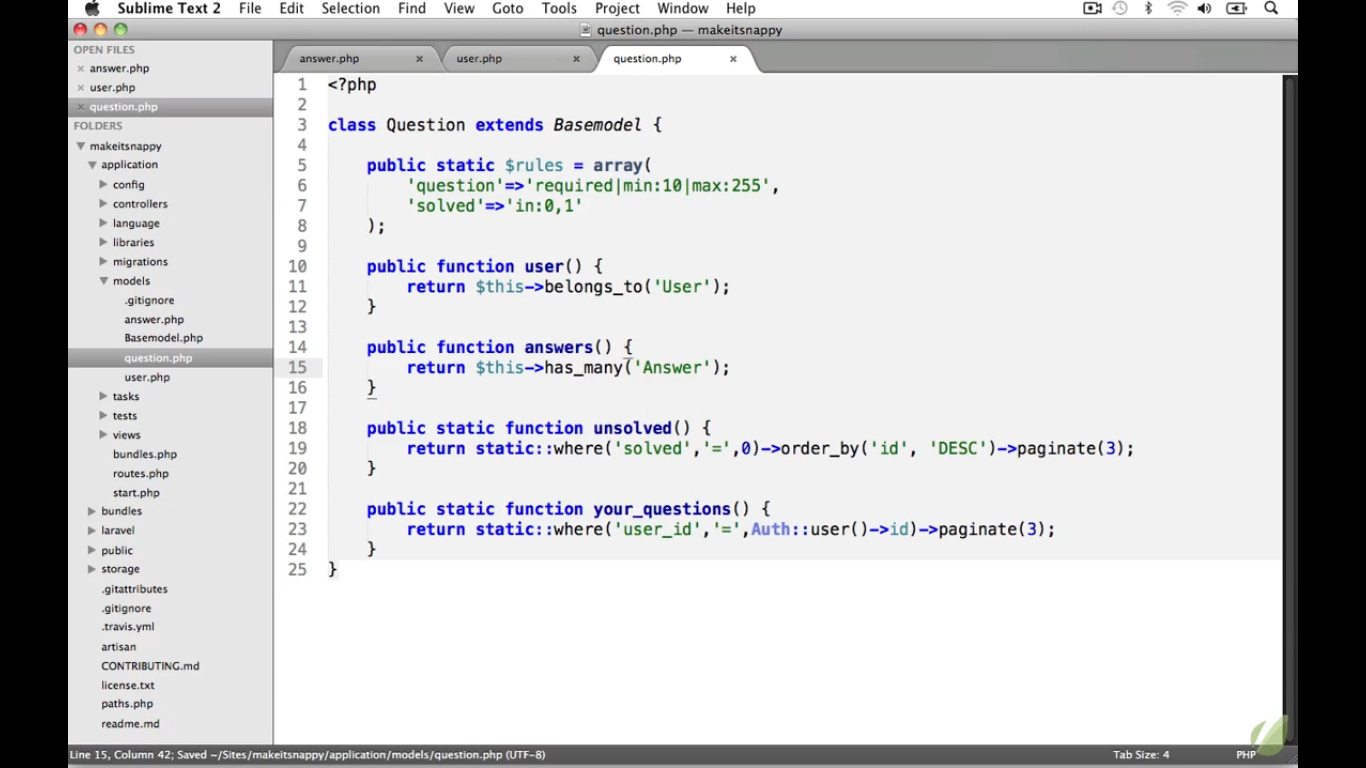 Sublime Text 2 File Edit Selection Find View Goto Tools Project Window Help
question.php — makeitsnappy
OPEN FILES
answer.php
user.php
question.php
FOLDERS
makeitsnappy
application
config
controllers
language
libraries
migrations
models
.gitignore
answer.php
Basemodel.php
question.php
user.php
tasks
tests
views
bundles.php
routes.php
start.php
bundles
laravel
public
storage
.gitattributes
.gitignore
.travis.yml
artisan
CONTRIBUTING.md
license.txt
paths.php
readme.md
answer.php user.php question.php
1 <?php
2
3 class Question extends Basemodel {
4
5     public static $rules = array(
6         'question'=>'required|min:10|max:255',
7         'solved'=>'in:0,1'
8     );
9
10     public function user() {
11         return $this->belongs_to('User');
12     }
13
14     public function answers() {
15         return $this->has_many('Answer');
16     }
17
18     public static function unsolved() {
19         return static::where('solved','=',0)->order_by('id', 'DESC')->paginate(3);
20     }
21
22     public static function your_questions() {
23         return static::where('user_id','=',Auth::user()->id)->paginate(3);
24     }
25 }
Line 15, Column 42; Saved ~/Sites/makeitsnappy/application/models/question.php (UTF-8) Tab Size: 4 PHP